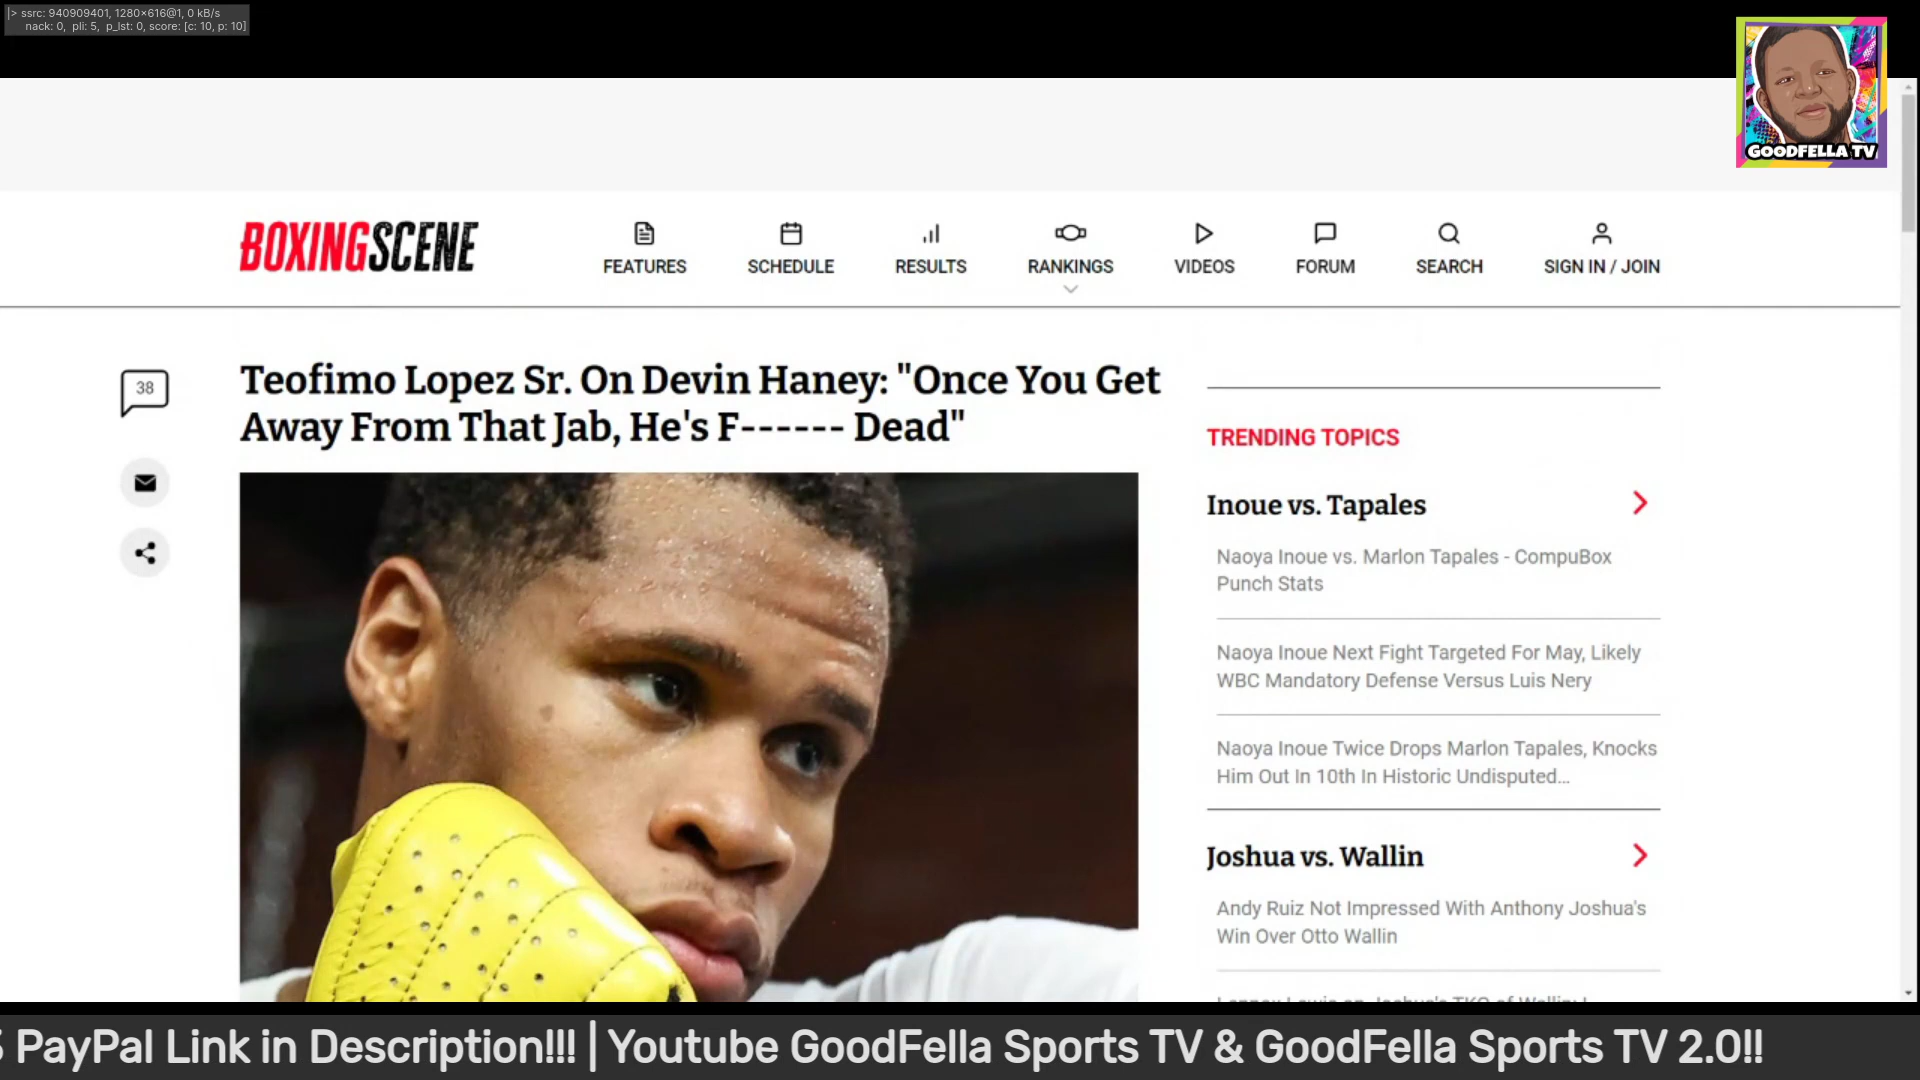 |> ssrc: 940909401, 1280×616@1, 0 kB/s
nack: 0, pli: 5, p_lst: 0, score: [c: 10, p: 10]
GOODFELLA TV
BOXINGSCENE
FEATURES
SCHEDULE
RESULTS
RANKINGS
VIDEOS
FORUM
SEARCH
SIGN IN / JOIN
38
Teofimo Lopez Sr. On Devin Haney: "Once You Get
Away From That Jab, He's F------ Dead"
TRENDING TOPICS
Inoue vs. Tapales
Naoya Inoue vs. Marlon Tapales - CompuBox
Punch Stats
Naoya Inoue Next Fight Targeted For May, Likely
WBC Mandatory Defense Versus Luis Nery
Naoya Inoue Twice Drops Marlon Tapales, Knocks
Him Out In 10th In Historic Undisputed...
Joshua vs. Wallin
Andy Ruiz Not Impressed With Anthony Joshua's
Win Over Otto Wallin
PayPal Link in Description!!! | Youtube GoodFella Sports TV & GoodFella Sports TV 2.0!!